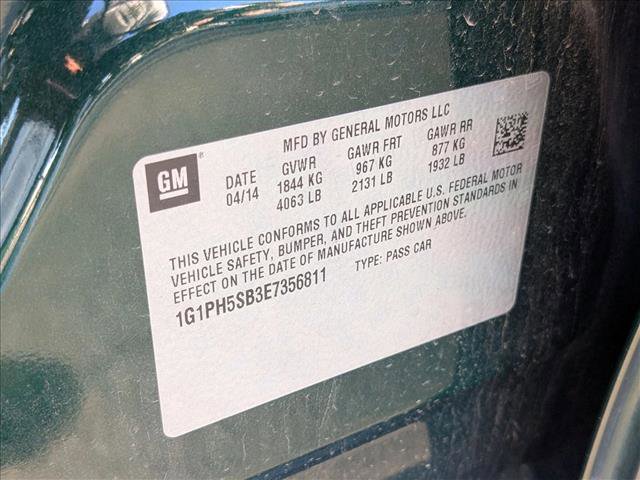 MFD BY GENERAL MOTORS LLC
GM®
DATE GVWR GAWR FRT GAWR RR
04/14 1844 KG 967 KG 877 KG
4063 LB 2131 LB 1932 LB
THIS VEHICLE CONFORMS TO ALL APPLICABLE U.S. FEDERAL MOTOR
VEHICLE SAFETY, BUMPER, AND THEFT PREVENTION STANDARDS IN
EFFECT ON THE DATE OF MANUFACTURE SHOWN ABOVE.
1G1PH5SB3E7356811 TYPE: PASS CAR